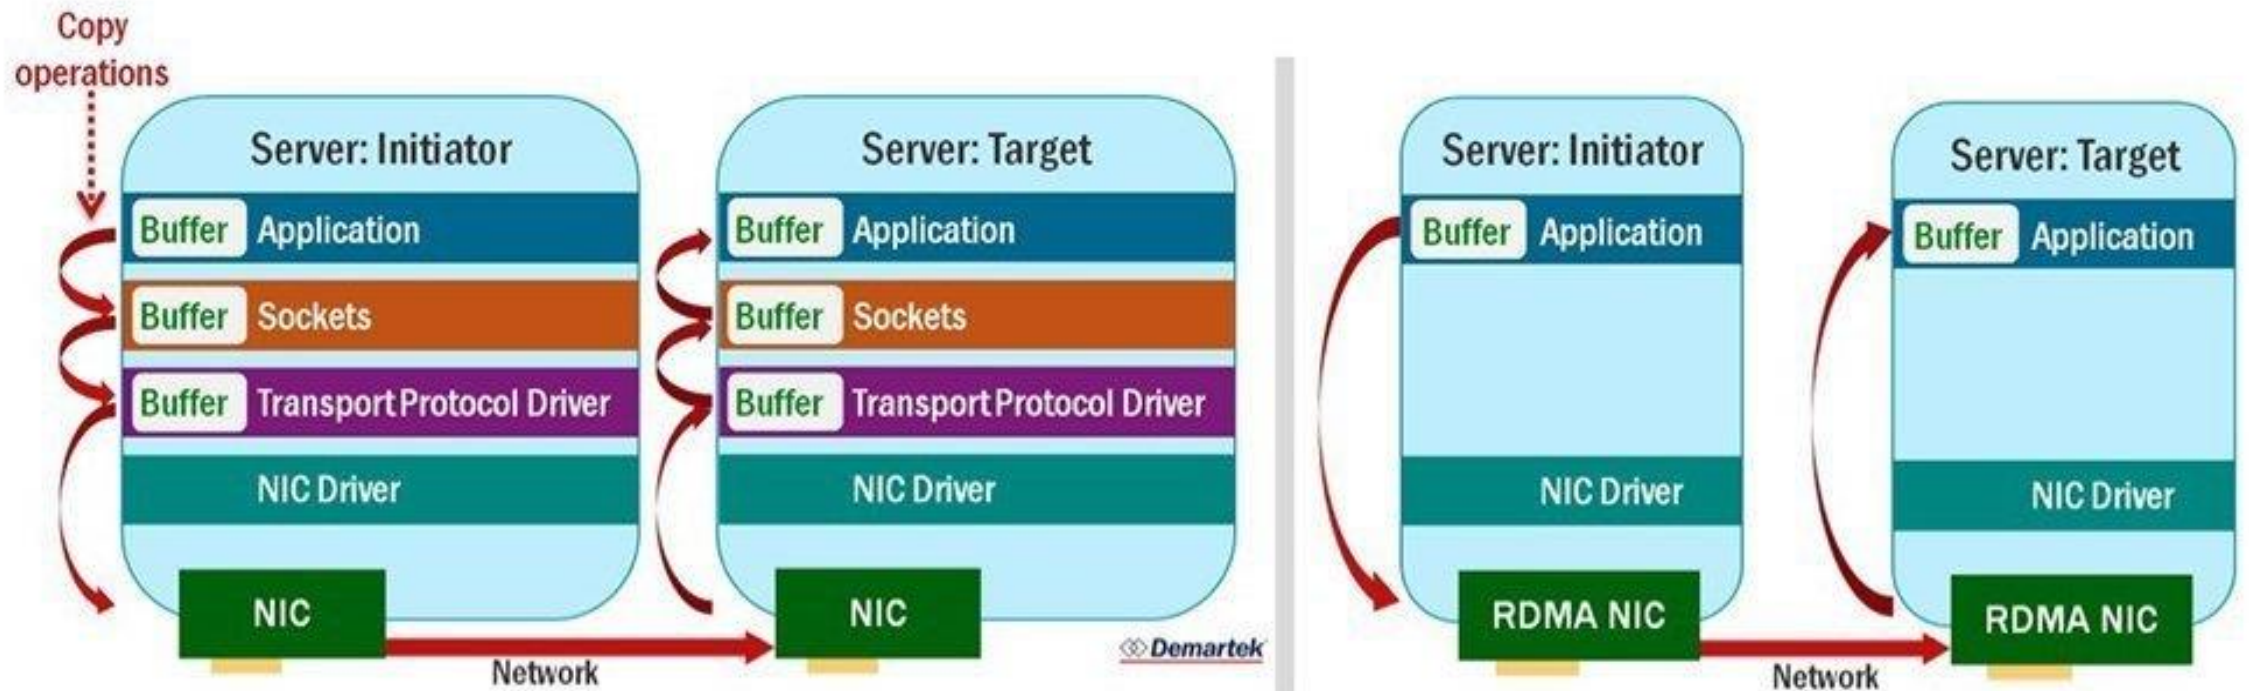 Copy
operations
Server: Initiator
Buffer Application
Buffer Sockets
Buffer Transport Protocol Driver
NIC Driver
NIC
Network
Server: Target
Buffer Application
Buffer Sockets
Buffer Transport Protocol Driver
NIC Driver
NIC
Demartek
Server: Initiator
Buffer Application
NIC Driver
RDMA NIC
Network
Server: Target
Buffer Application
NIC Driver
RDMA NIC